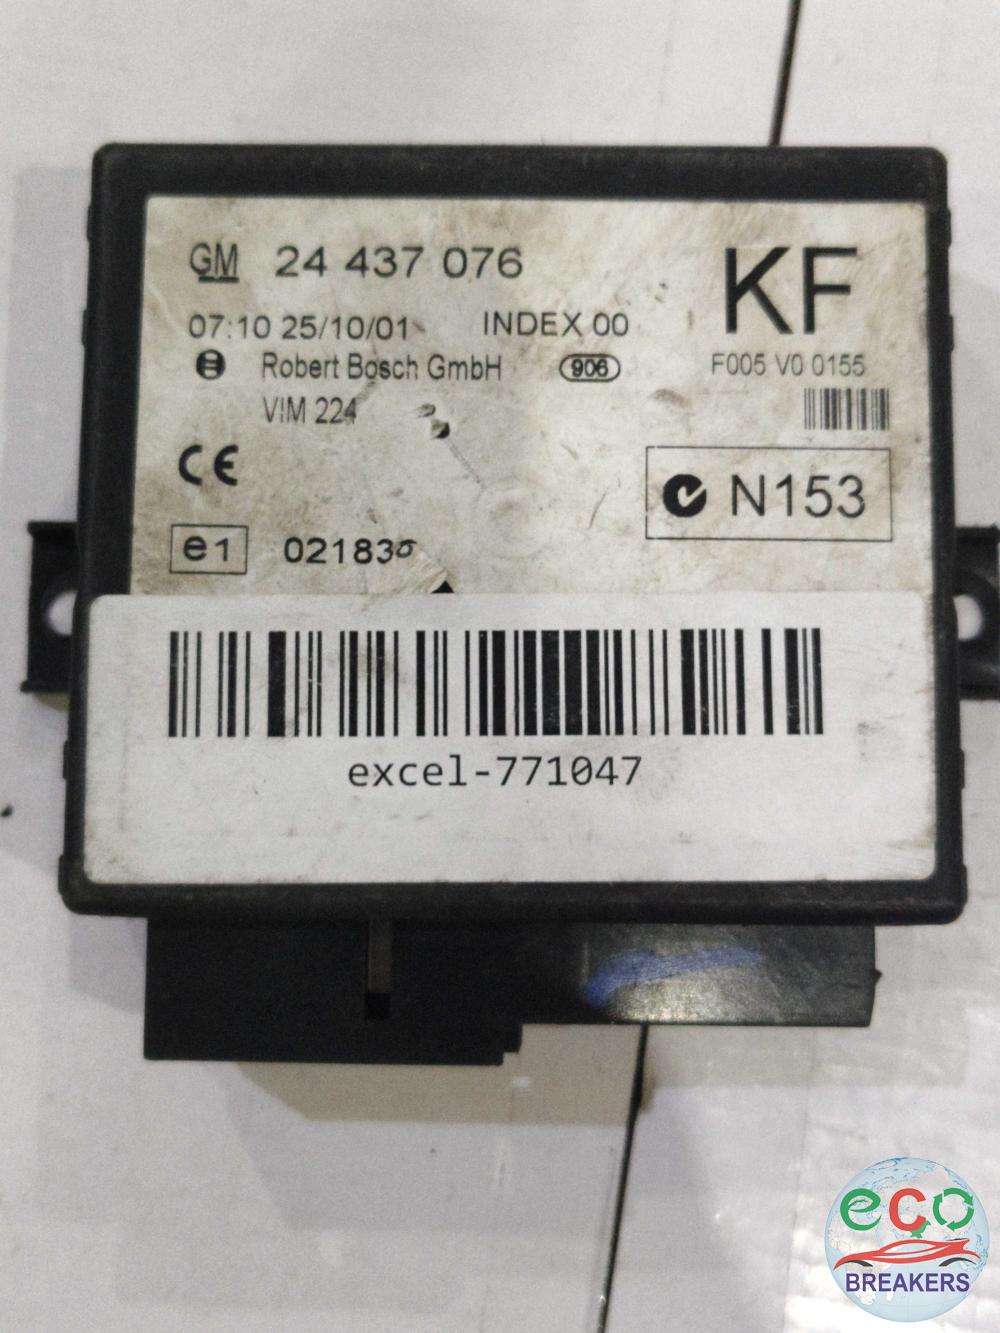 GM 24 437 076 KF
07:10 25/10/01 INDEX 00
Robert Bosch GmbH 906 F005 V0 0155
VIM 224
CE
N153
e1
excel-771047
eco
BREAKERS